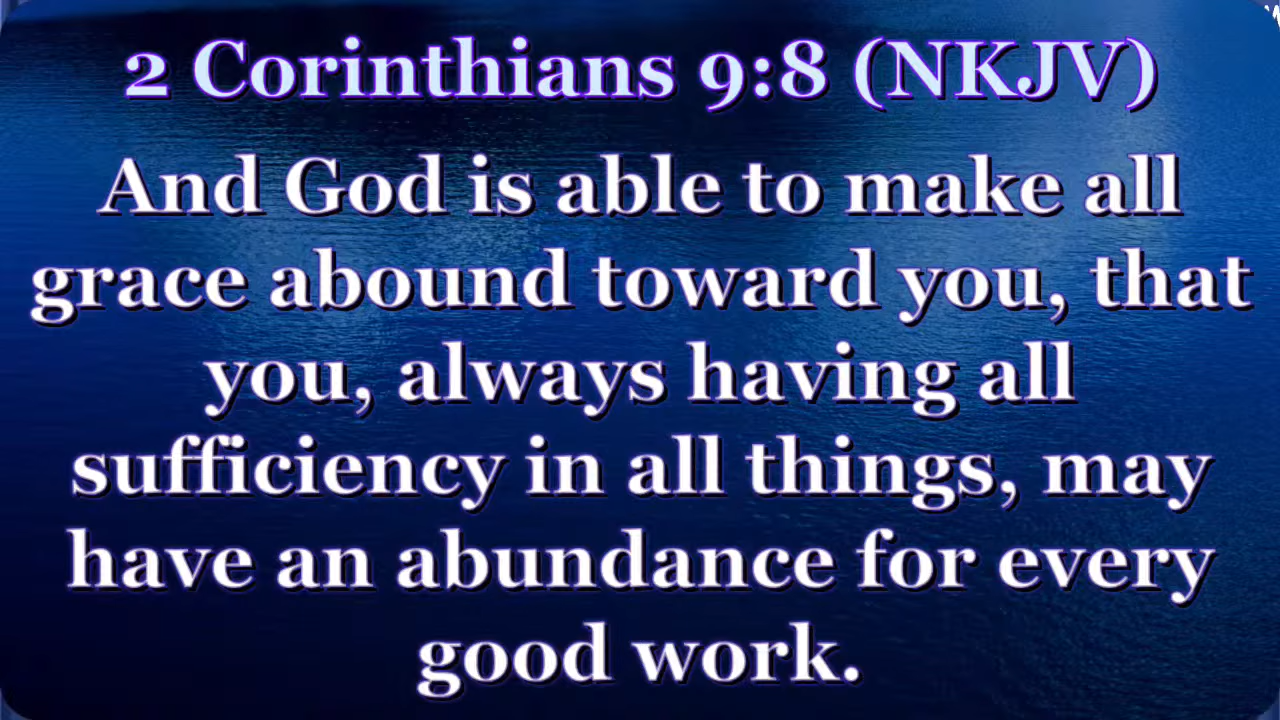 2 Corinthians 9:8 (NKJV)
And God is able to make all
grace abound toward you, that
you, always having all
sufficiency in all things, may
have an abundance for every
good work.